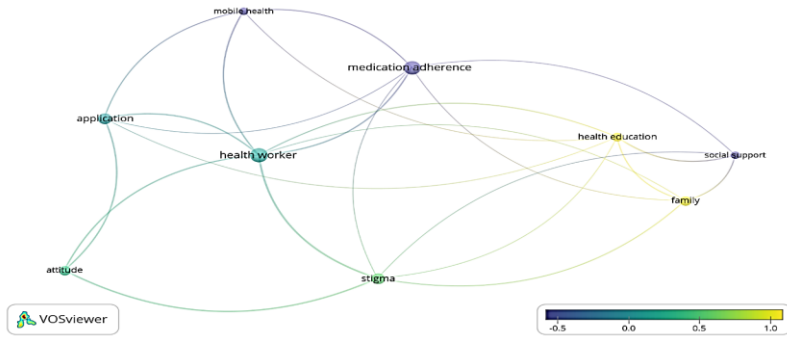 mobile health
medication adherence
application
health worker
health education
social support
family
attitude
stigma
VOSviewer
-0.5 0.0 0.5 1.0